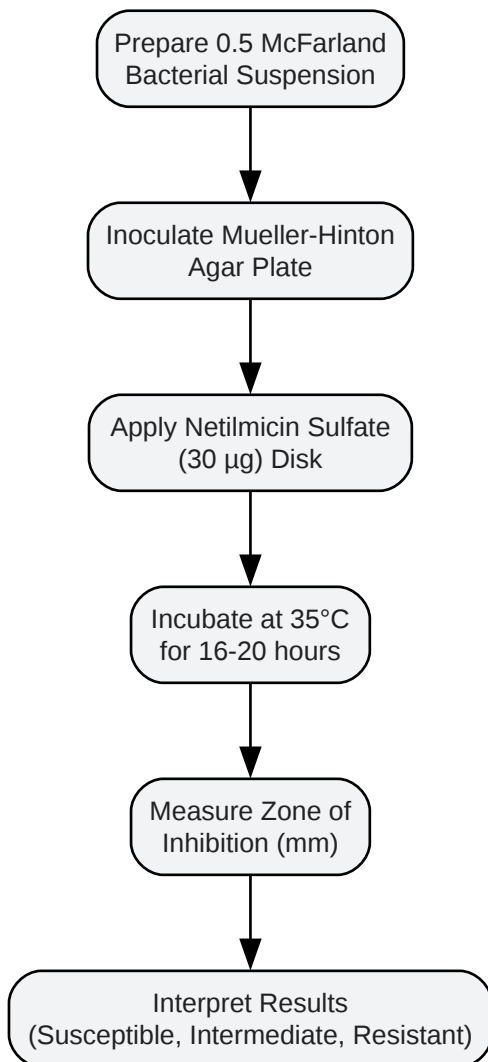 Prepare 0.5 McFarland
Bacterial Suspension
Inoculate Mueller-Hinton
Agar Plate
Apply Netilmicin Sulfate
(30 µg) Disk
Incubate at 35°C
for 16-20 hours
Measure Zone of
Inhibition (mm)
Interpret Results
(Susceptible, Intermediate, Resistant)